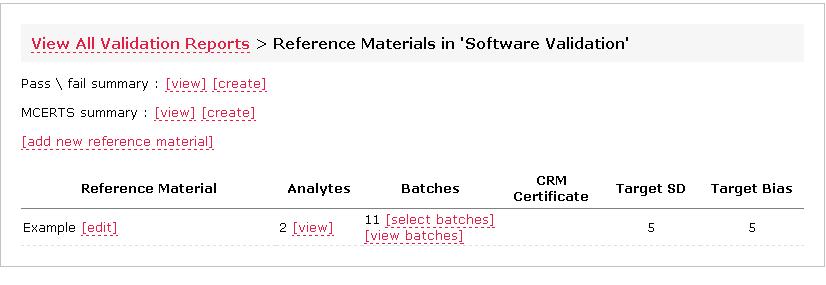 View All Validation Reports > Reference Materials in 'Software Validation'
Pass \ fail summary : [view] [create]
MCERTS summary : [view] [create]
[add new reference material]
Reference Material Analytes Batches CRM Certificate Target SD Target Bias
Example [edit] 2 [view] 11 [select batches] 5 5
[view batches]